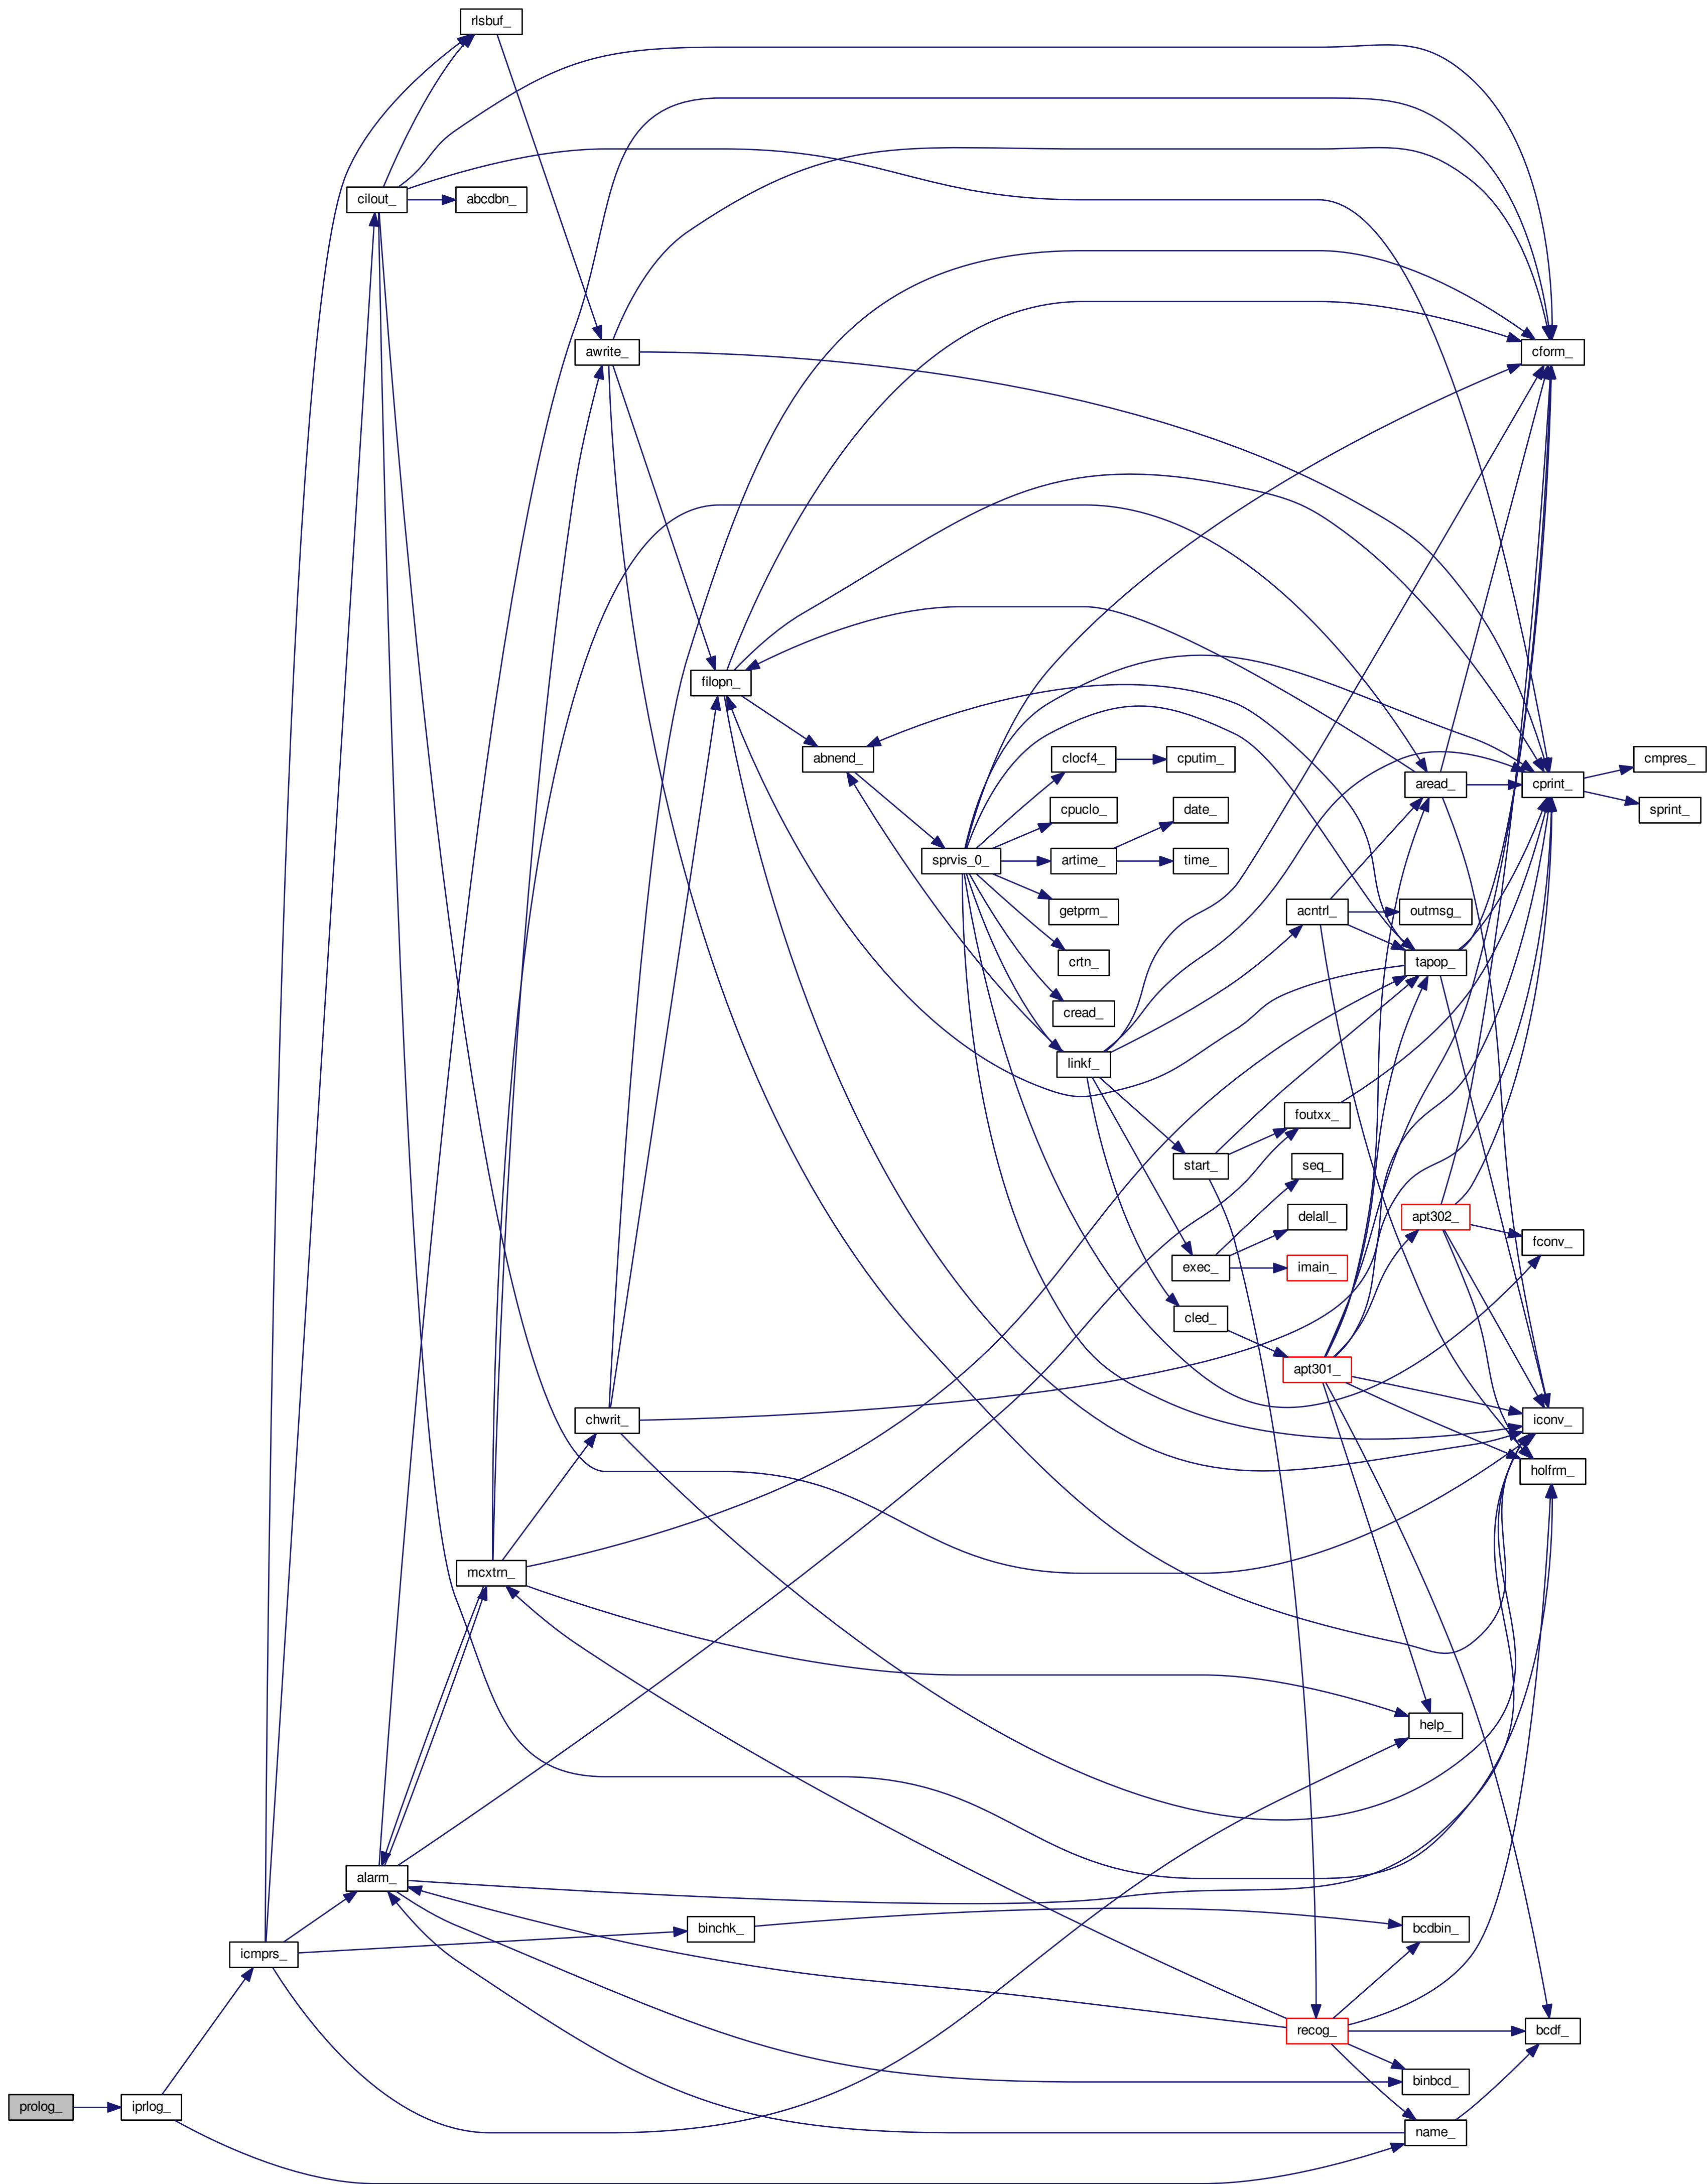 rlsbuf_
cilout_
abcdbn_
awrite_
cform_
filopn_
abnend_
clocf4_
cputim_
cmpres_
aread_
cprint_
cpuclo_
date_
sprint_
sprvis_0_
artime_
time_
getprm_
acntrl_
outmsg_
crtn_
tapop_
cread_
linkf_
foutxx_
start_
seq_
delall_
apt302_
fconv_
exec_
imain_
cled_
apt301_
chwrit_
iconv_
holfrm_
mcxtrn_
help_
alarm_
binchk_
bcdbin_
icmprs_
recog_
bcdf_
binbcd_
prolog_
iprlog_
name_